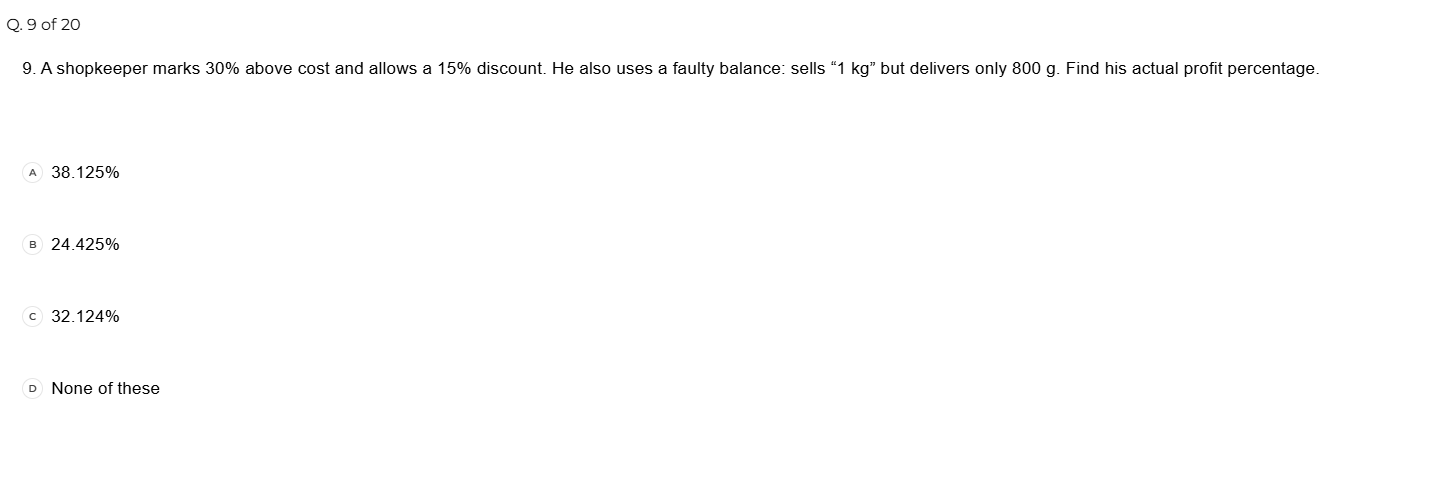 Q. 9 of 20
9. A shopkeeper marks 30% above cost and allows a 15% discount. He also uses a faulty balance: sells “1 kg” but delivers only 800 g. Find his actual profit percentage.
A 38.125%
B 24.425%
C 32.124%
D None of these